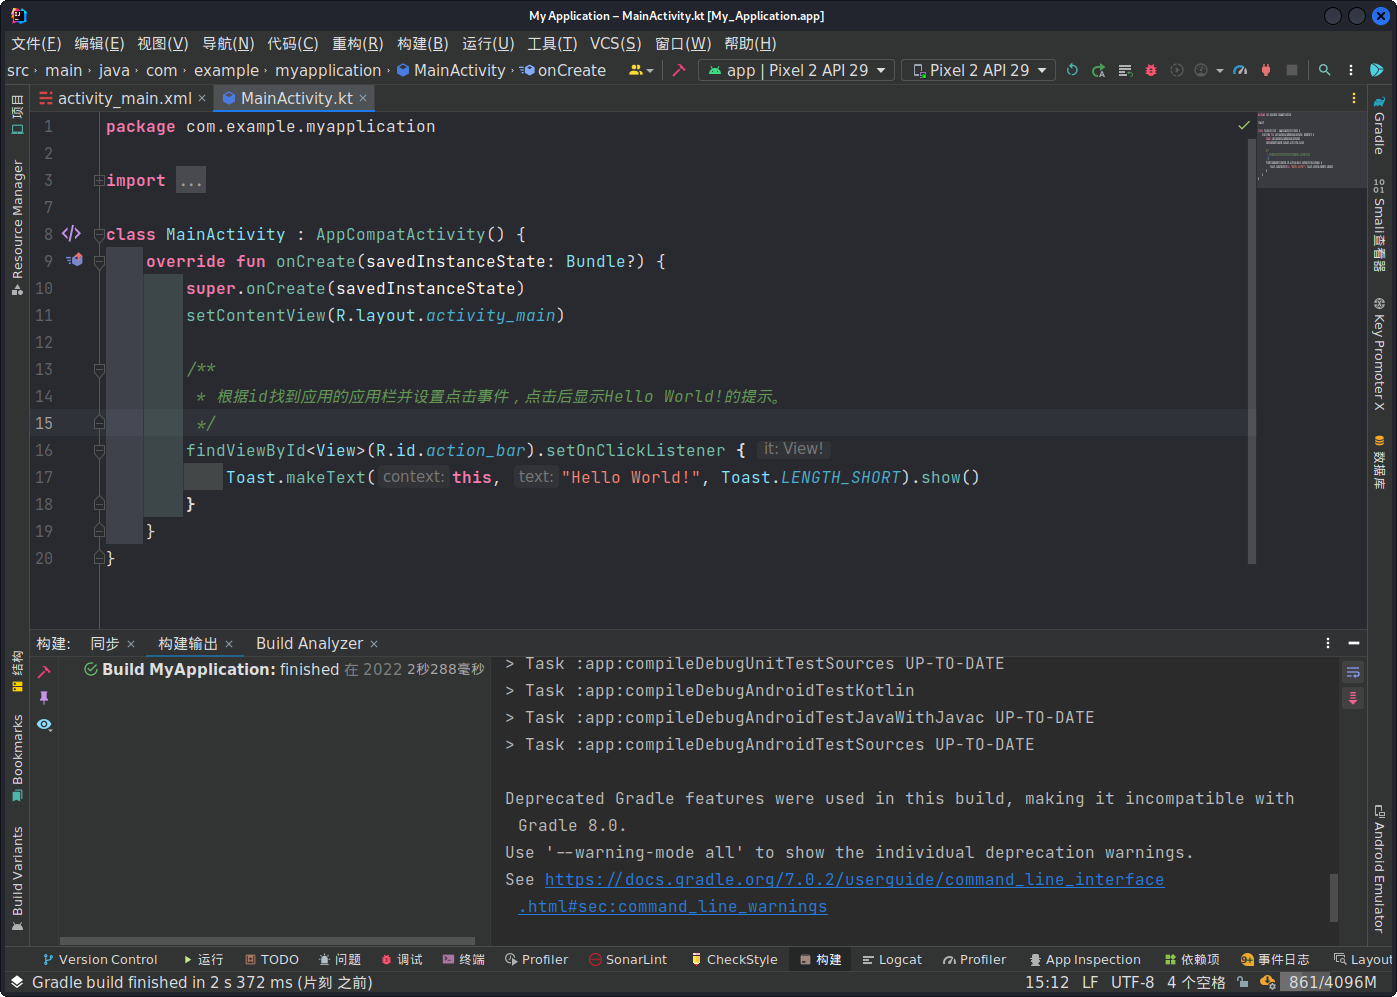 My Application – MainActivity.kt [My_Application.app]
文件(F) 编辑(E) 视图(V) 导航(N) 代码(C) 重构(R) 构建(B) 运行(U) 工具(T) VCS(S) 窗口(W) 帮助(H)
src › main › java › com › example › myapplication › MainActivity › onCreate app | Pixel 2 API 29 Pixel 2 API 29
activity_main.xml × MainActivity.kt ×
项目
Resource Manager
结构
Bookmarks
Build Variants
1 package com.example.myapplication
2
3 import ...
7
8 class MainActivity : AppCompatActivity() {
9 override fun onCreate(savedInstanceState: Bundle?) {
10 super.onCreate(savedInstanceState)
11 setContentView(R.layout.activity_main)
12
13 /**
14 * 根据id找到应用的应用栏并设置点击事件，点击后显示Hello World!的提示。
15 */
16 findViewById<View>(R.id.action_bar).setOnClickListener { it: View!
17 Toast.makeText( context: this, text: "Hello World!", Toast.LENGTH_SHORT).show()
18 }
19 }
20 }
Gradle
Smali查看器
Key Promoter X
数据库
Android Emulator
构建: 同步 × 构建输出 × Build Analyzer ×
Build MyApplication: finished 在 2022 2秒288毫秒
> Task :app:compileDebugUnitTestSources UP-TO-DATE
> Task :app:compileDebugAndroidTestKotlin
> Task :app:compileDebugAndroidTestJavaWithJavac UP-TO-DATE
> Task :app:compileDebugAndroidTestSources UP-TO-DATE
Deprecated Gradle features were used in this build, making it incompatible with
Gradle 8.0.
Use '--warning-mode all' to show the individual deprecation warnings.
See https://docs.gradle.org/7.0.2/userguide/command_line_interface
.html#sec:command_line_warnings
Version Control 运行 TODO 问题 调试 终端 Profiler SonarLint CheckStyle 构建 Logcat Profiler App Inspection 依赖项 9+ 事件日志 Layout
Gradle build finished in 2 s 372 ms (片刻 之前) 15:12 LF UTF-8 4 个空格 861/4096M